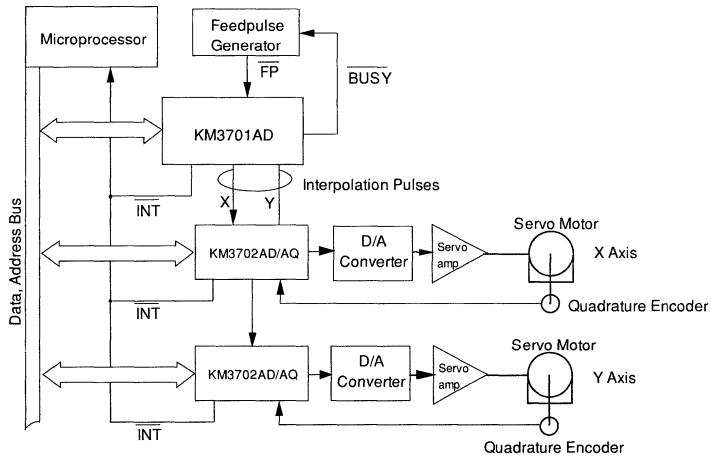 Microprocessor
Feedpulse
Generator
FP
BUSY
KM3701AD
Interpolation Pulses
X
Y
INT
Data, Address Bus
KM3702AD/AQ
D/A
Converter
Servo
amp
Servo Motor
X Axis
Quadrature Encoder
INT
KM3702AD/AQ
D/A
Converter
Servo
amp
Servo Motor
Y Axis
Quadrature Encoder
INT